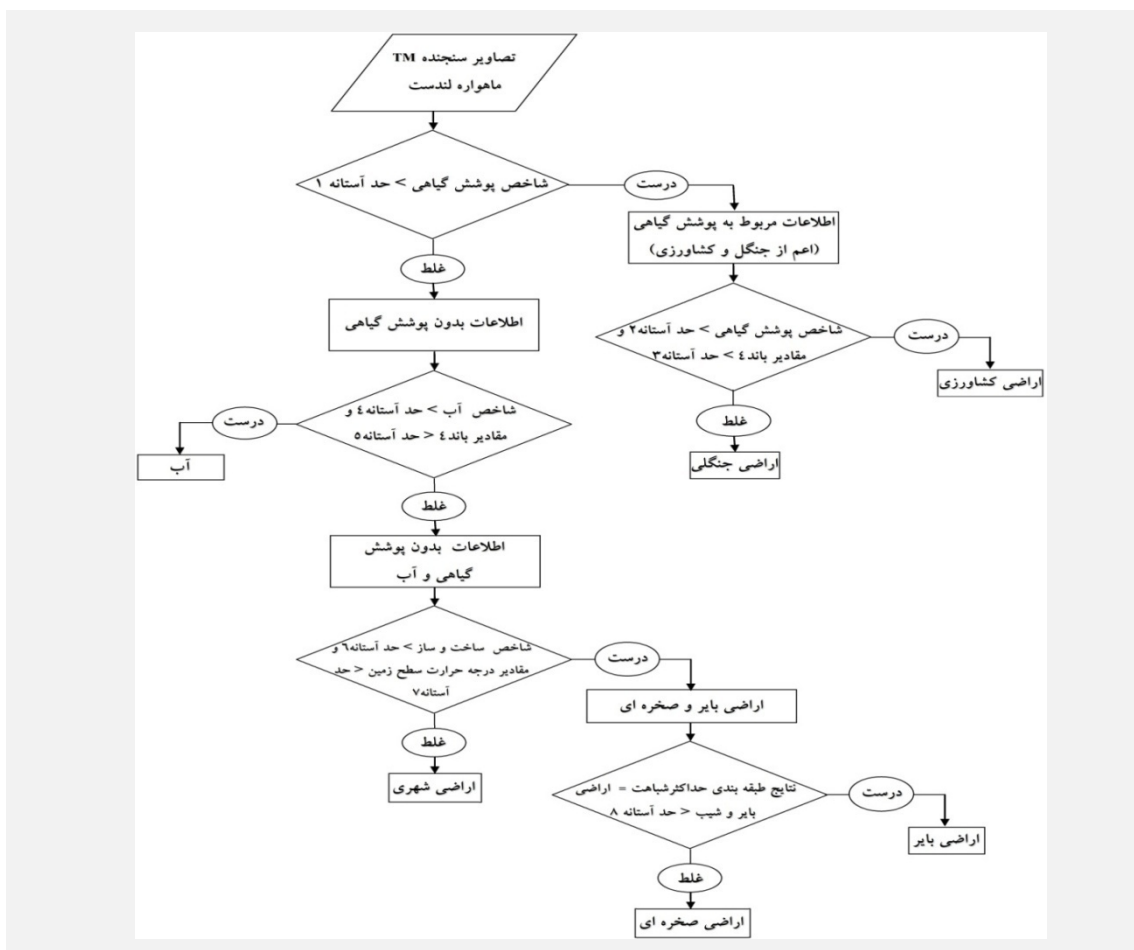 تصاویر سنجنده TM
ماهواره لندست
شاخص پوشش گیاهی > حد آستانه ۱
درست
اطلاعات مربوط به پوشش گیاهی
(اعم از جنگل و کشاورزی)
غلط
اطلاعات بدون پوشش گیاهی
شاخص پوشش گیاهی > حد آستانه۲ و
مقادیر باند٤ > حد آستانه۳
درست
اراضی کشاورزی
غلط
اراضی جنگلی
شاخص آب > حد آستانه٤ و
مقادیر باند٤ < حد آستانه٥
درست
آب
غلط
اطلاعات بدون پوشش
گیاهی و آب
شاخص ساخت و ساز > حد آستانه٦ و
مقادیر درجه حرارت سطح زمین < حد
آستانه۷
درست
اراضی بایر و صخره ای
غلط
اراضی شهری
نتایج طبقه بندی حداکثرشباهت = اراضی
بایر و شیب < حد آستانه ۸
درست
اراضی بایر
غلط
اراضی صخره ای